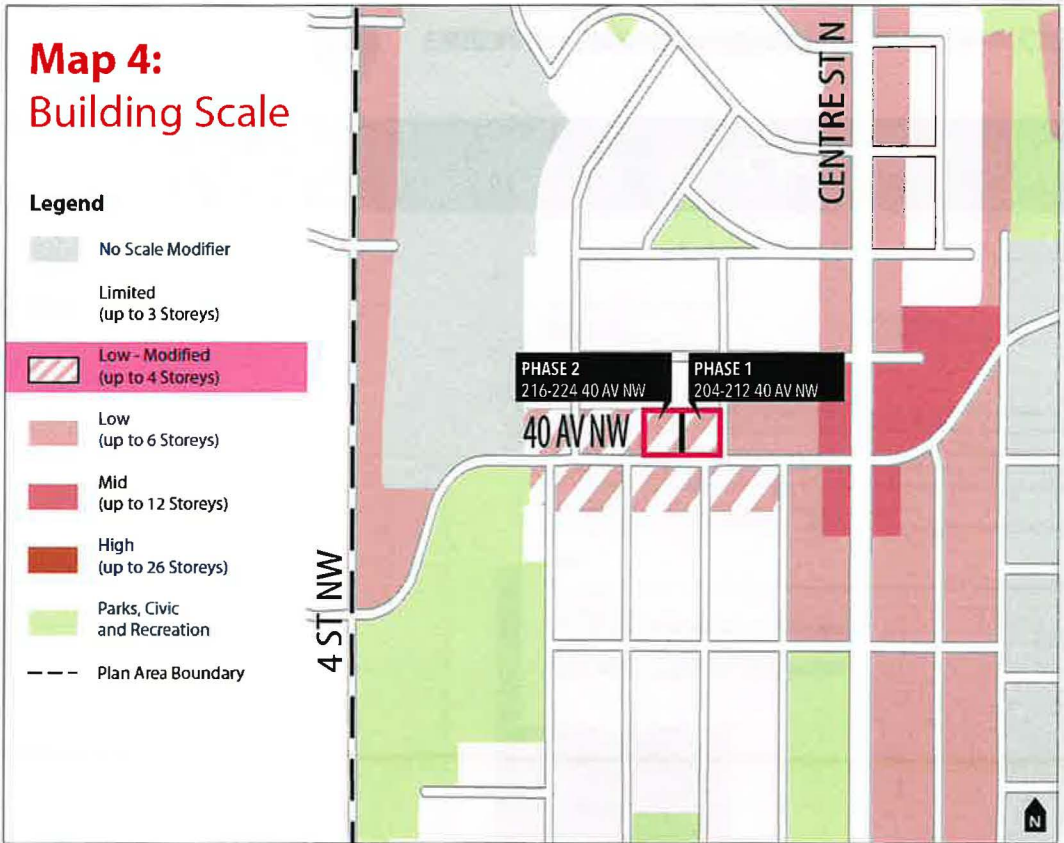 Map 4:
Building Scale
Legend
No Scale Modifier
Limited
(up to 3 Storeys)
Low - Modified
(up to 4 Storeys)
Low
(up to 6 Storeys)
Mid
(up to 12 Storeys)
High
(up to 26 Storeys)
Parks, Civic
and Recreation
Plan Area Boundary
CENTRE ST N
PHASE 2
216-224 40 AV NW
PHASE 1
204-212 40 AV NW
40 AV NW
4 ST NW
N